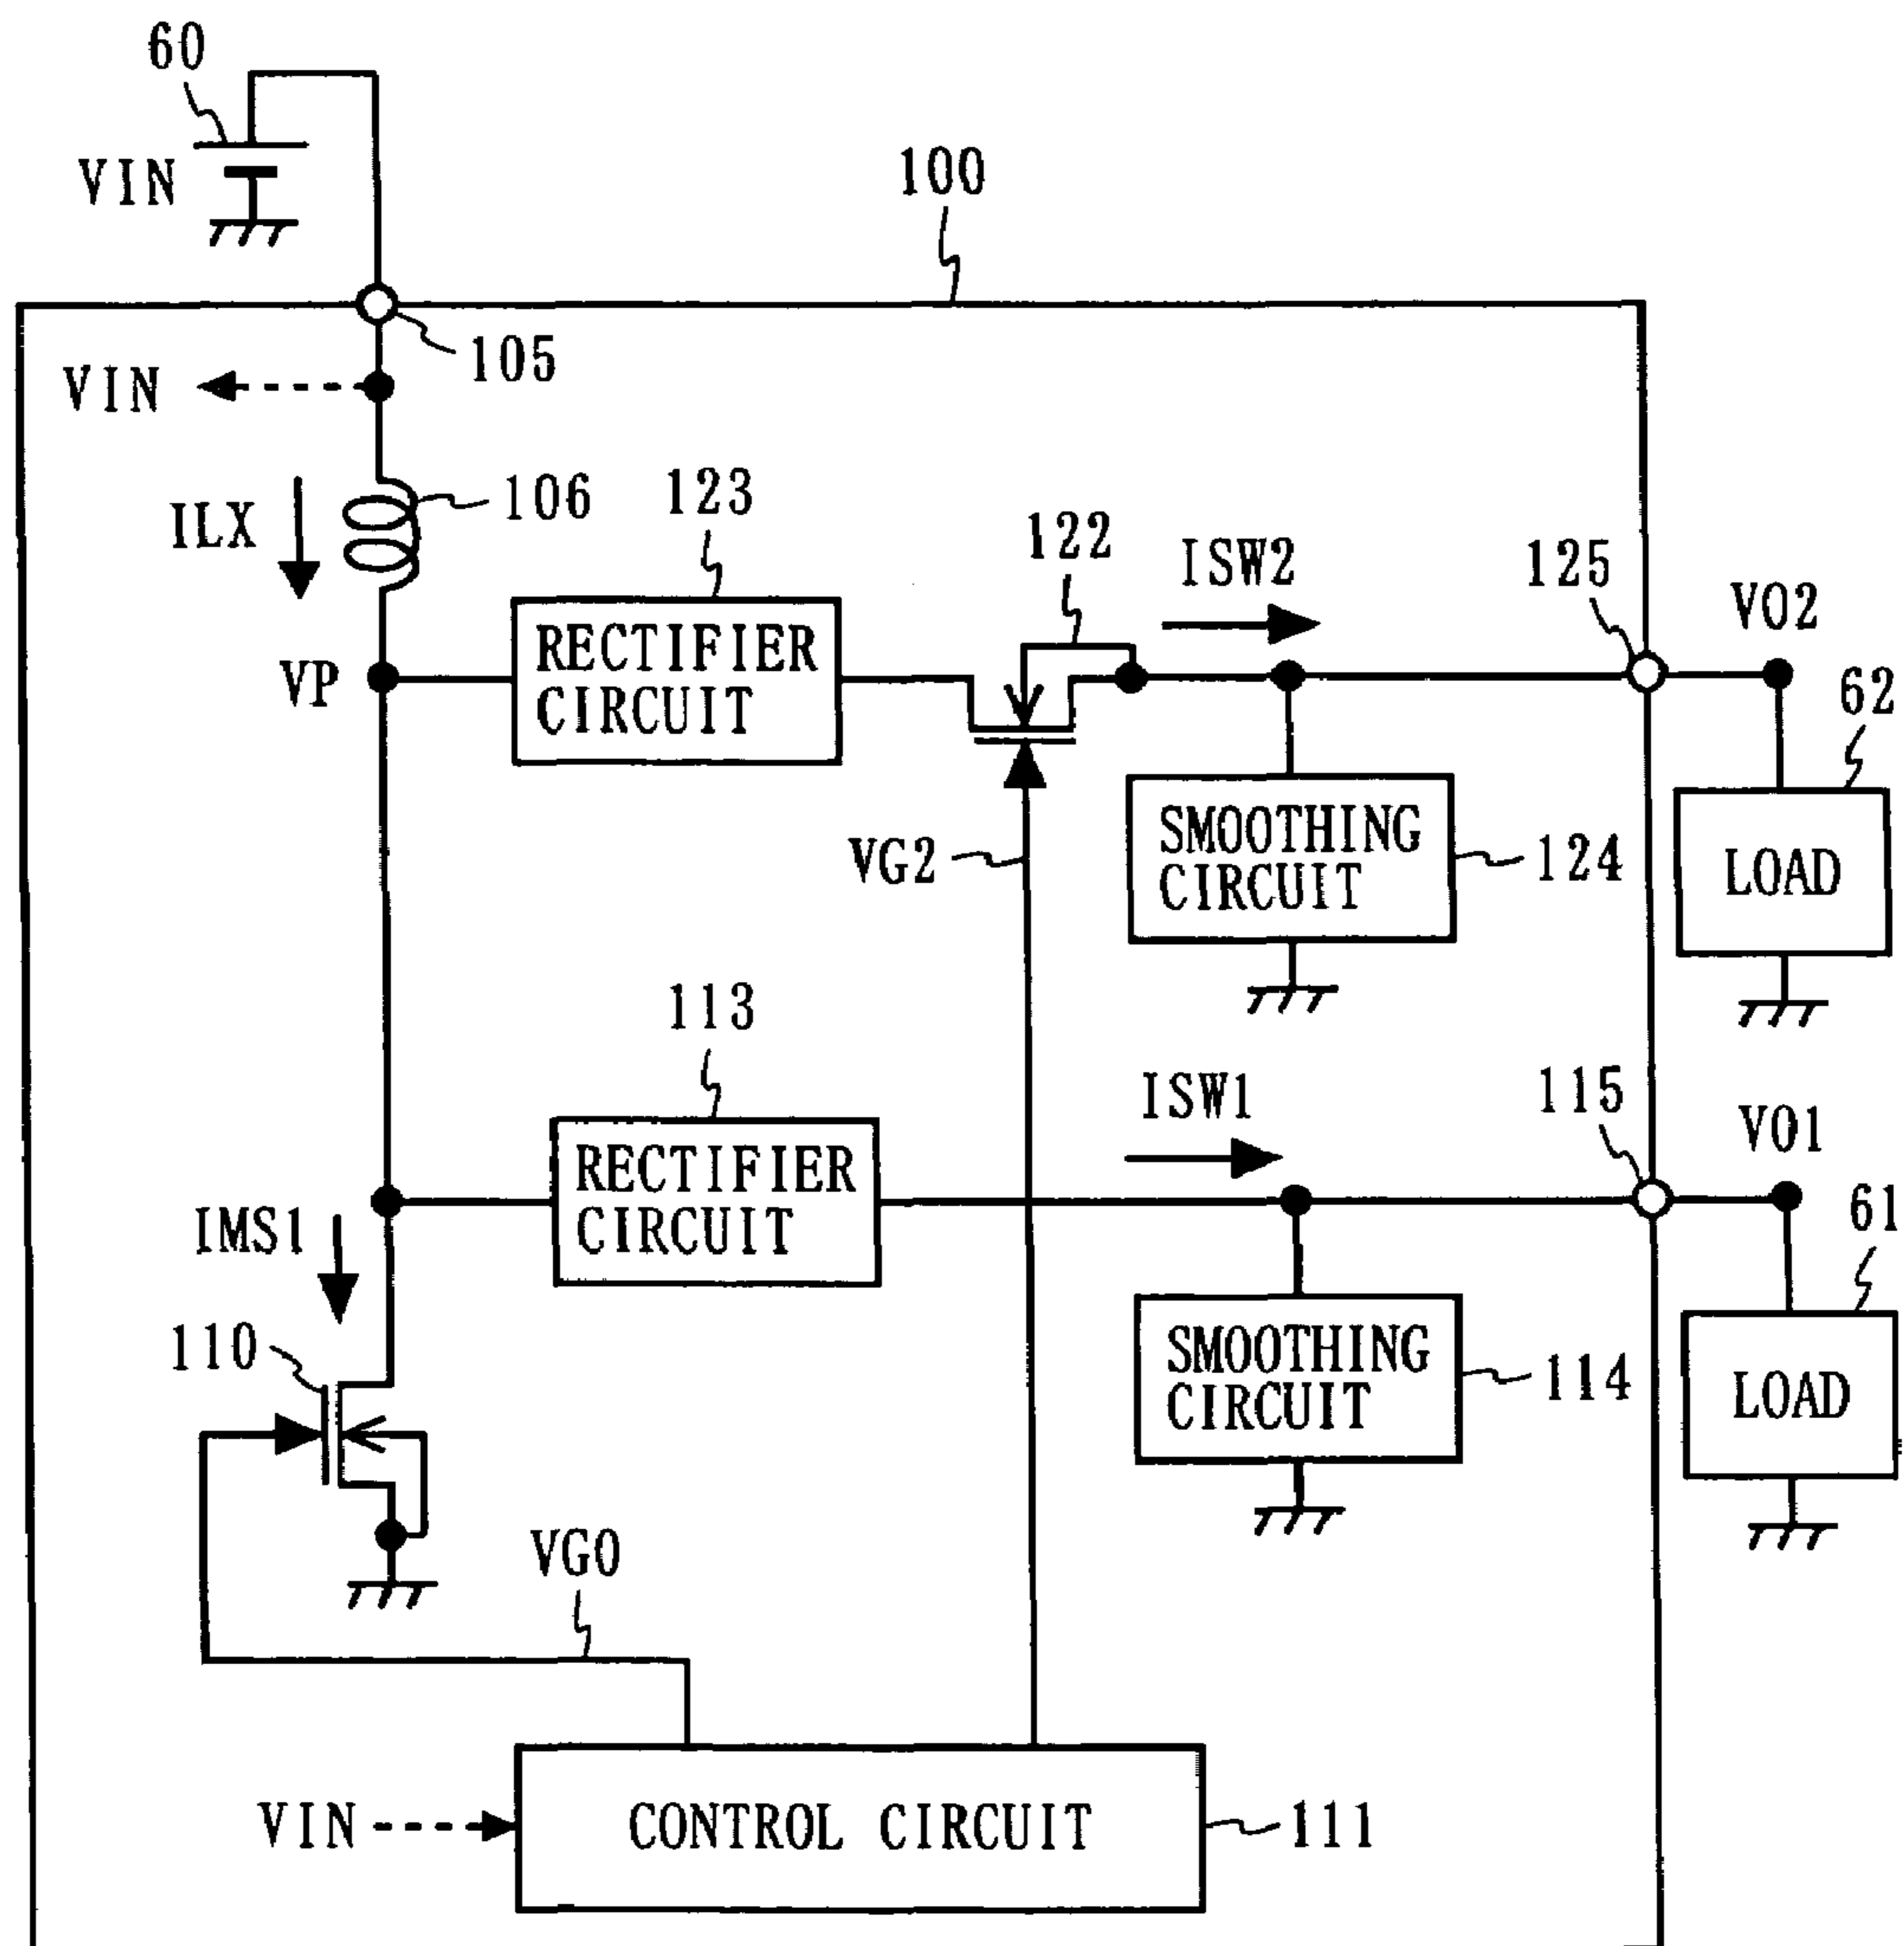 60
VIN
100
105
VIN
ILX
106
123
122
ISW2
125
VO2
VP
RECTIFIER
CIRCUIT
62
VG2
SMOOTHING
CIRCUIT
124
LOAD
113
ISW1
115
VO1
IMS1
RECTIFIER
CIRCUIT
61
110
SMOOTHING
CIRCUIT
114
LOAD
VG0
VIN
CONTROL CIRCUIT
111